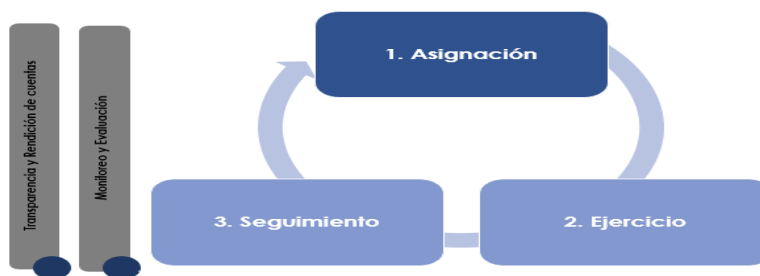 Transparencia y Rendición de cuentas
Monitoreo y Evaluación
1. Asignación
3. Seguimiento
2. Ejercicio